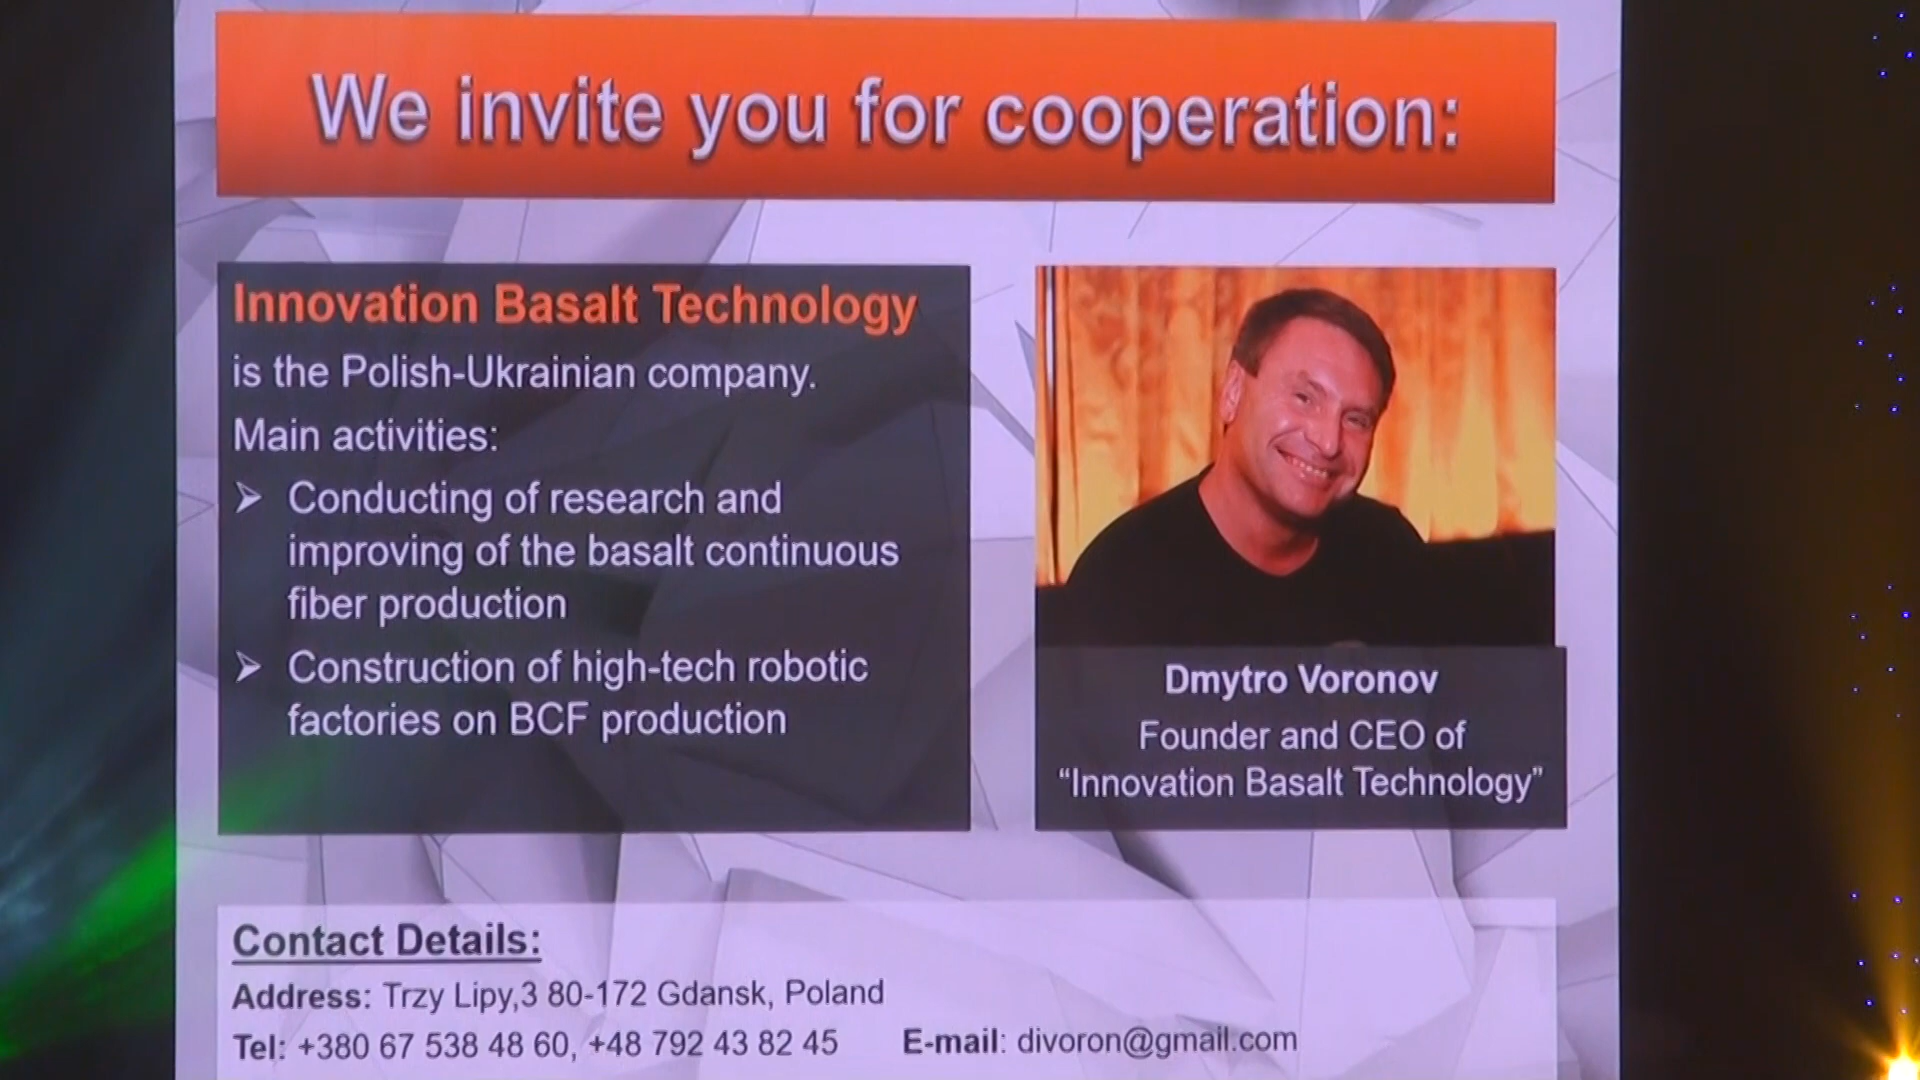 We invite you for cooperation:
Innovation Basalt Technology
is the Polish-Ukrainian company.
Main activities:
➢ Conducting of research and
improving of the basalt continuous
fiber production
➢ Construction of high-tech robotic
factories on BCF production
Dmytro Voronov
Founder and CEO of
“Innovation Basalt Technology”
Contact Details:
Address: Trzy Lipy,3 80-172 Gdansk, Poland
Tel: +380 67 538 48 60, +48 792 43 82 45 E-mail: divoron@gmail.com